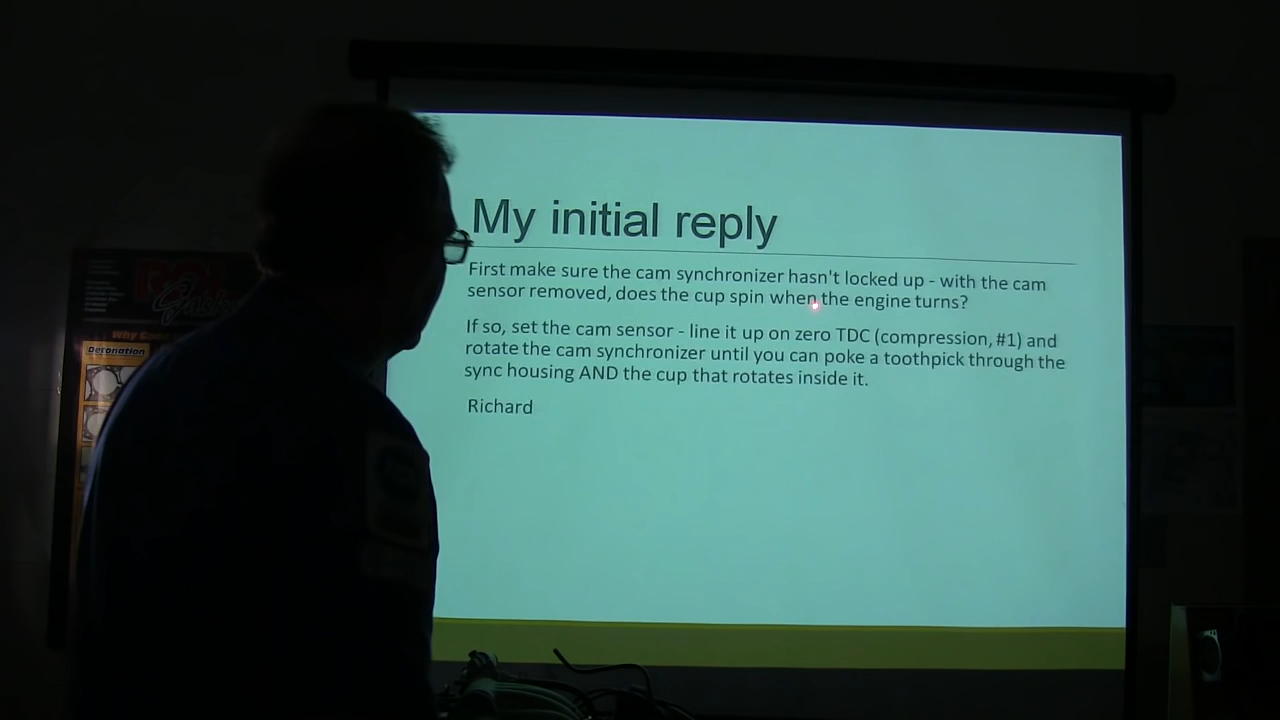 My initial reply
First make sure the cam synchronizer hasn't locked up - with the cam
sensor removed, does the cup spin when the engine turns?
If so, set the cam sensor - line it up on zero TDC (compression, #1) and
rotate the cam synchronizer until you can poke a toothpick through the
sync housing AND the cup that rotates inside it.
Richard
Detonation